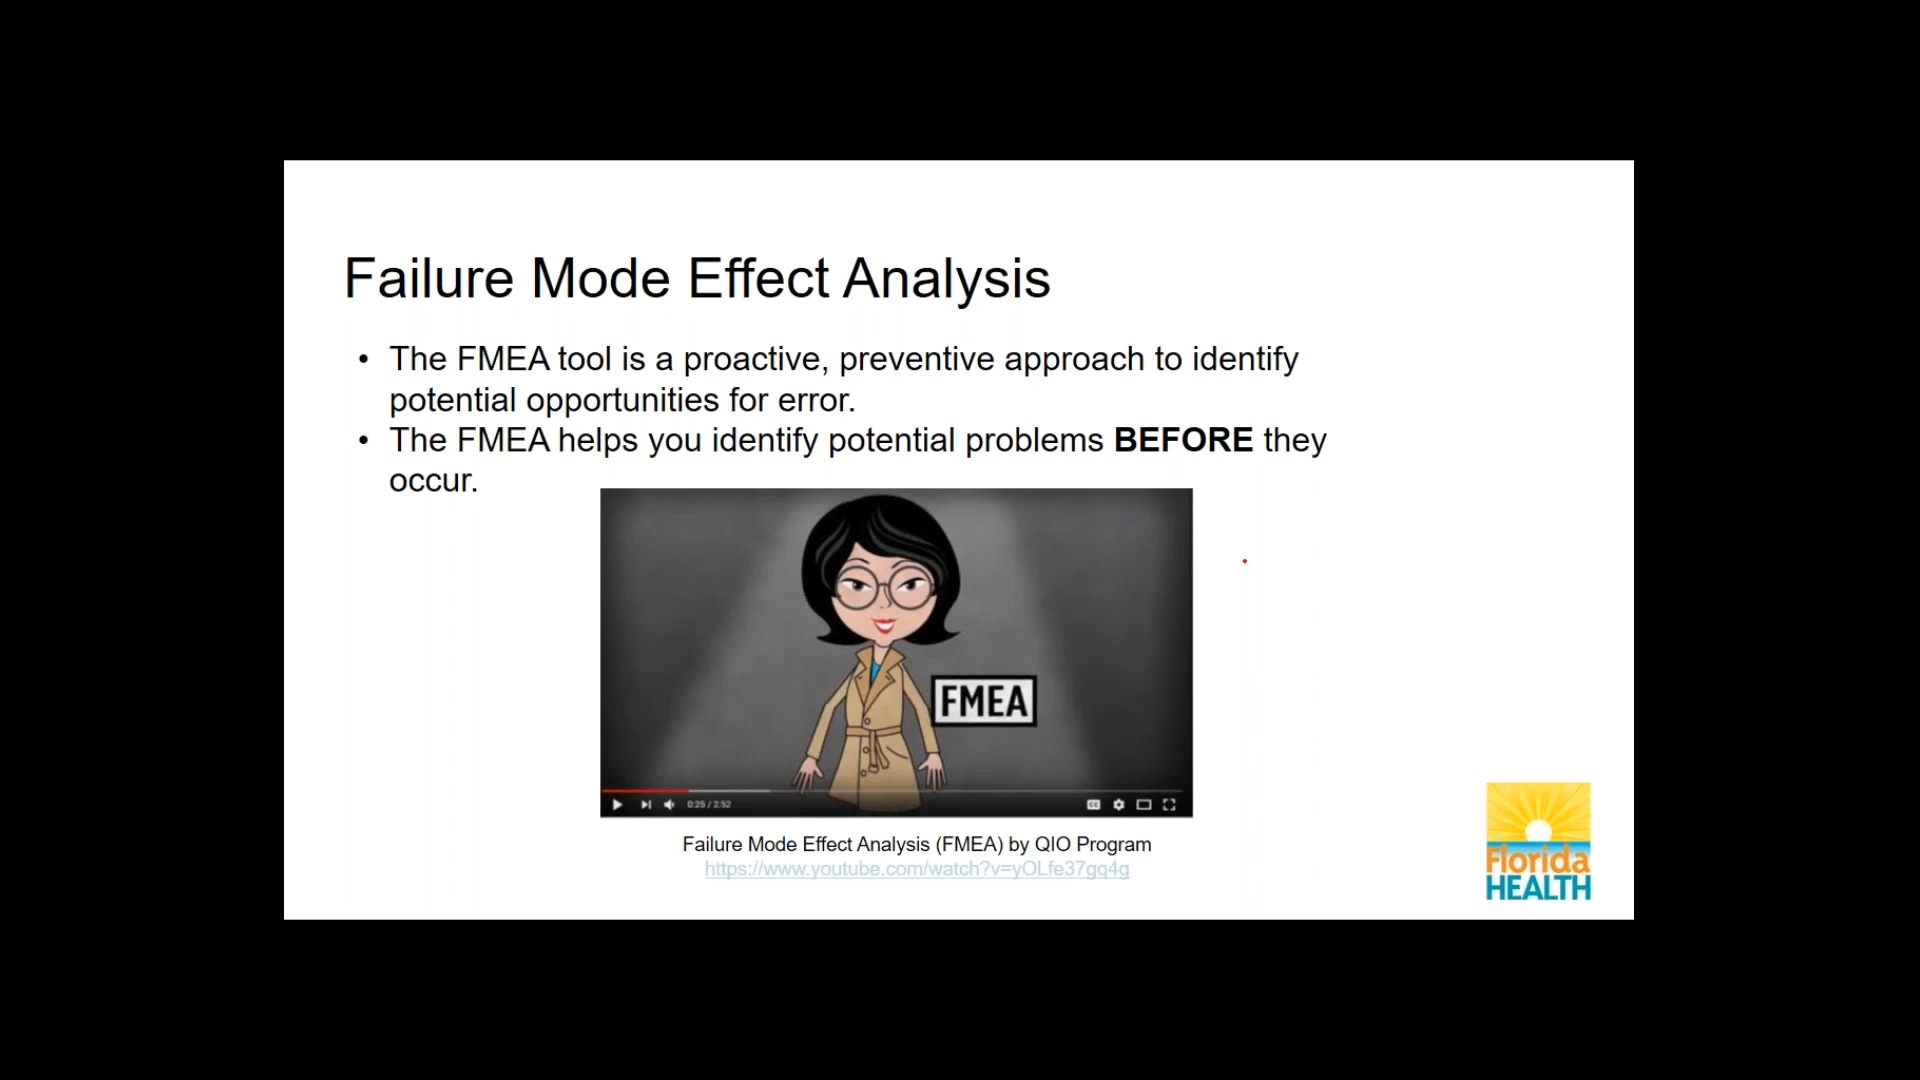 Failure Mode Effect Analysis
• The FMEA tool is a proactive, preventive approach to identify
potential opportunities for error.
• The FMEA helps you identify potential problems BEFORE they
occur.
FMEA
0:25 / 2:52
CC
Failure Mode Effect Analysis (FMEA) by QIO Program
https://www.youtube.com/watch?v=yOLfe37gq4g
Florida
HEALTH